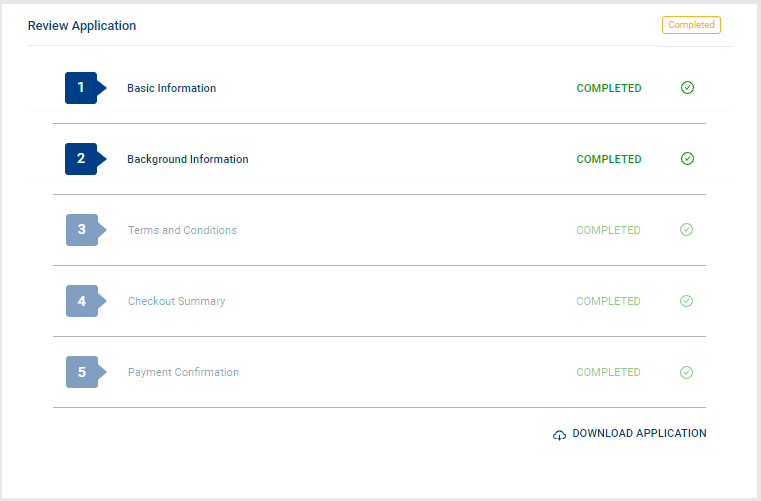 Review Application Completed
1 Basic Information COMPLETED
2 Background Information COMPLETED
3 Terms and Conditions COMPLETED
4 Checkout Summary COMPLETED
5 Payment Confirmation COMPLETED
DOWNLOAD APPLICATION